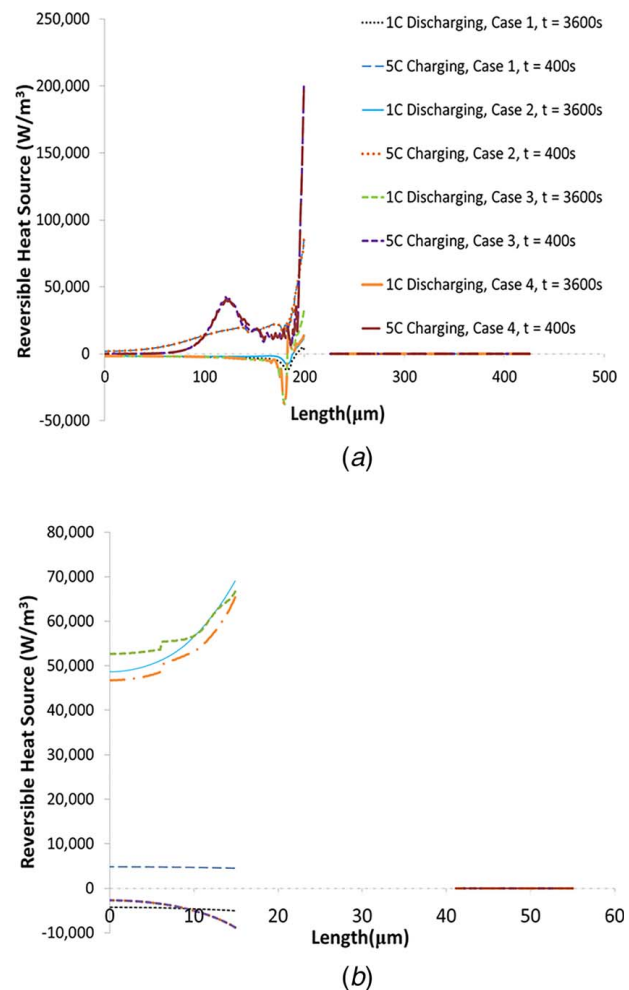 250,000
200,000
150,000
100,000
50,000
0
-50,000
Reversible Heat Source (W/m³)
1C Discharging, Case 1, t = 3600s
5C Charging, Case 1, t = 400s
1C Discharging, Case 2, t = 3600s
5C Charging, Case 2, t = 400s
1C Discharging, Case 3, t = 3600s
5C Charging, Case 3, t = 400s
1C Discharging, Case 4, t = 3600s
5C Charging, Case 4, t = 400s
0 100 200 300 400 500
Length(µm)
(a)
80,000
70,000
60,000
50,000
40,000
30,000
20,000
10,000
0
-10,000
Reversible Heat Source (W/m³)
0 10 20 30 40 50 60
Length(µm)
(b)